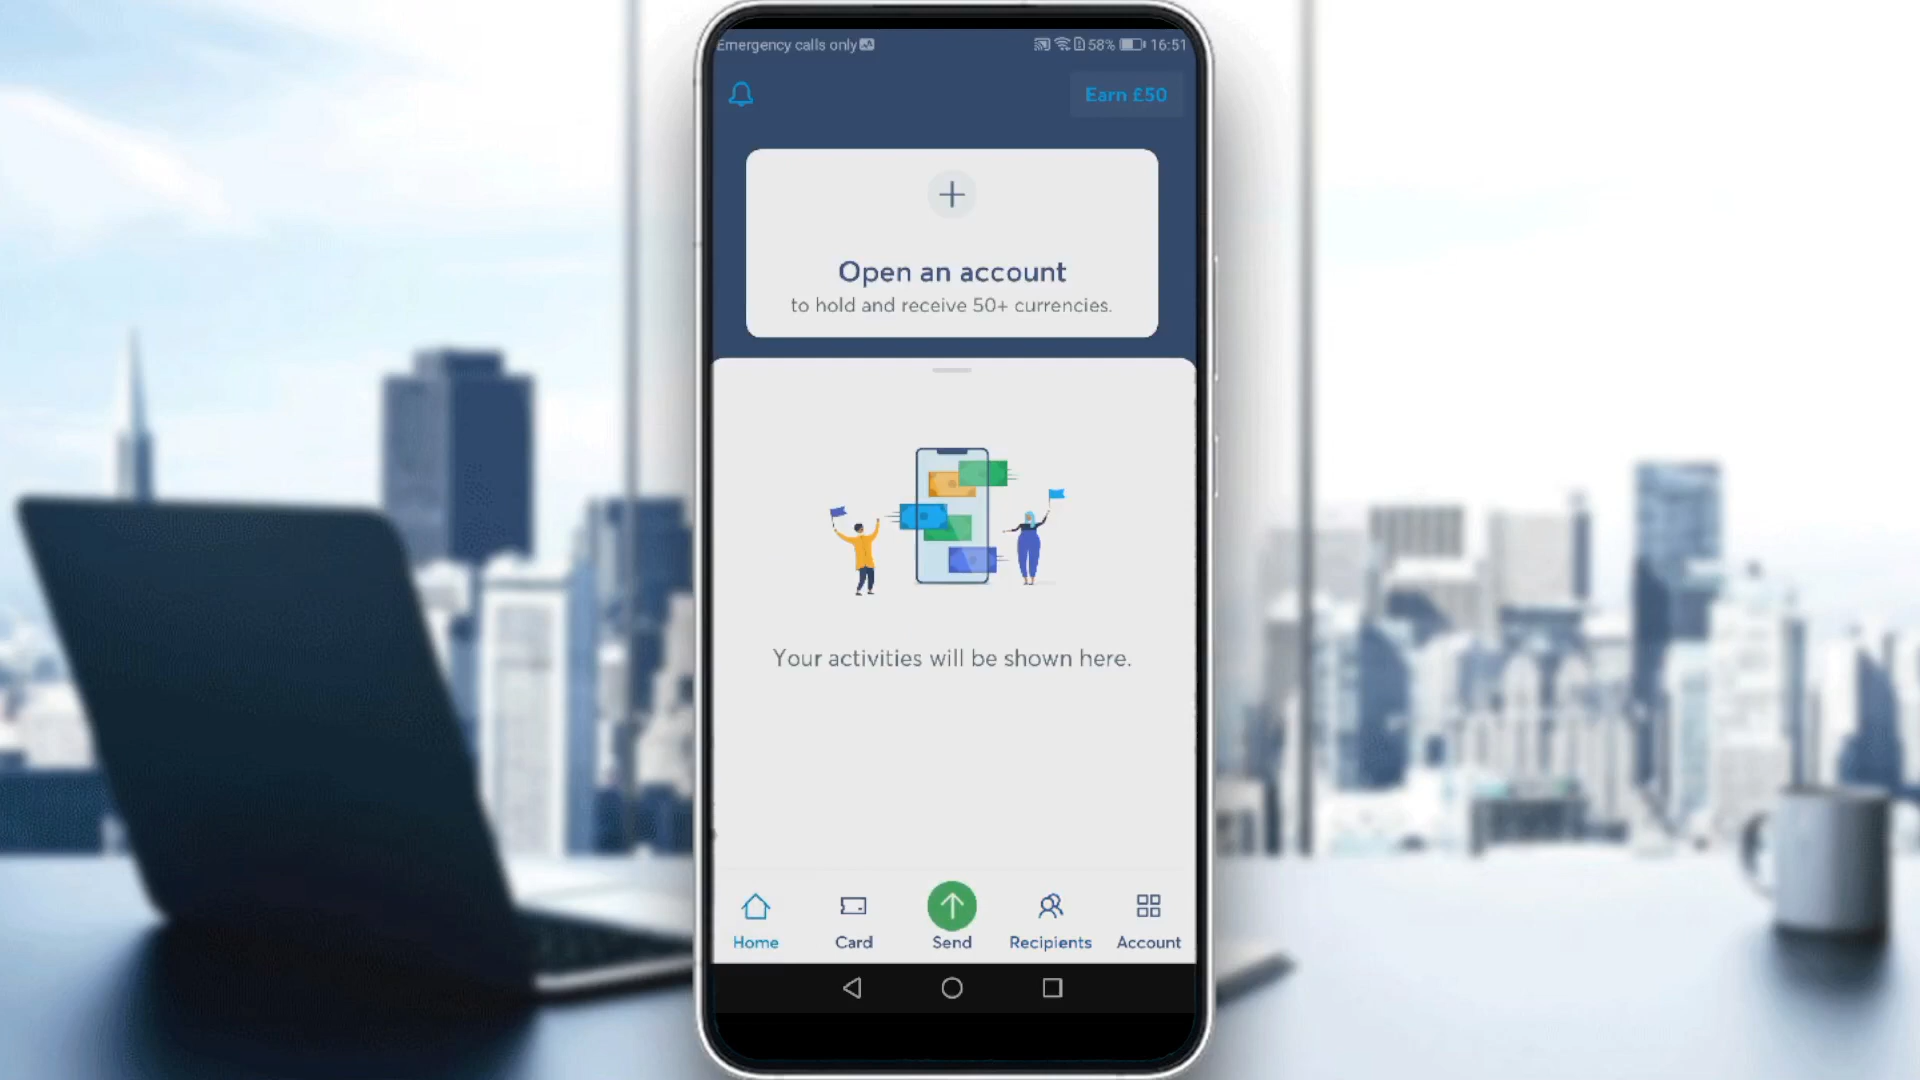 Emergency calls only
58% 16:51
Earn £50
Open an account
to hold and receive 50+ currencies.
Your activities will be shown here.
Home Card Send Recipients Account